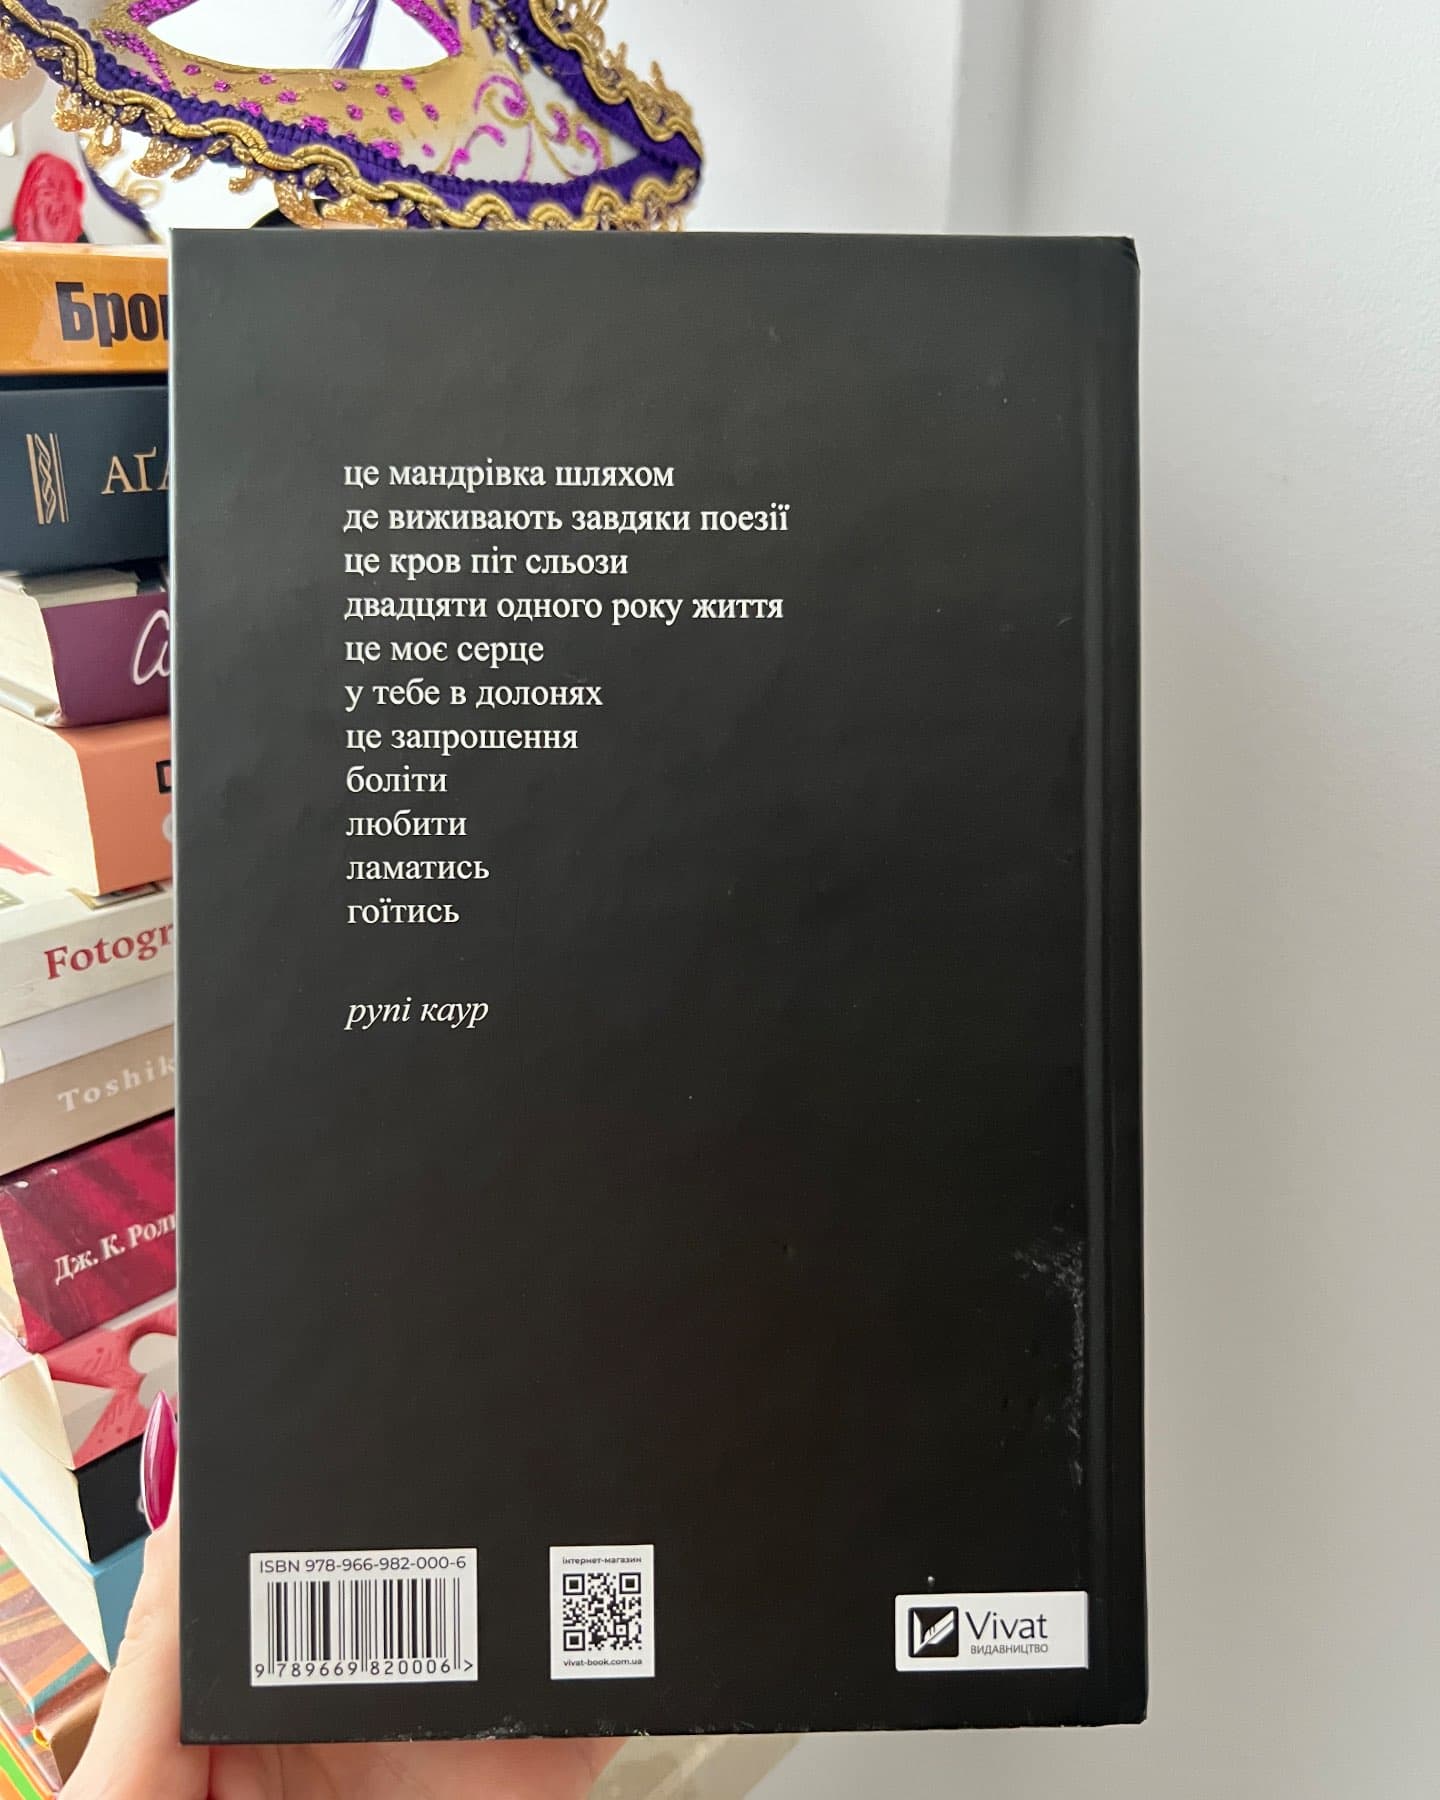 Fotogr
Toshik
Дж. К. Рол
це мандрівка шляхом
де виживають завдяки поезії
це кров піт сльози
двадцяти одного року життя
це моє серце
у тебе в долонях
це запрошення
боліти
любити
ламатись
гоїтись
рупі каур
ISBN 978-966-982-000-6
9 789669 820006 >
інтернет-магазин
vivat-book.com.ua
Vivat
ВИДАВНИЦТВО